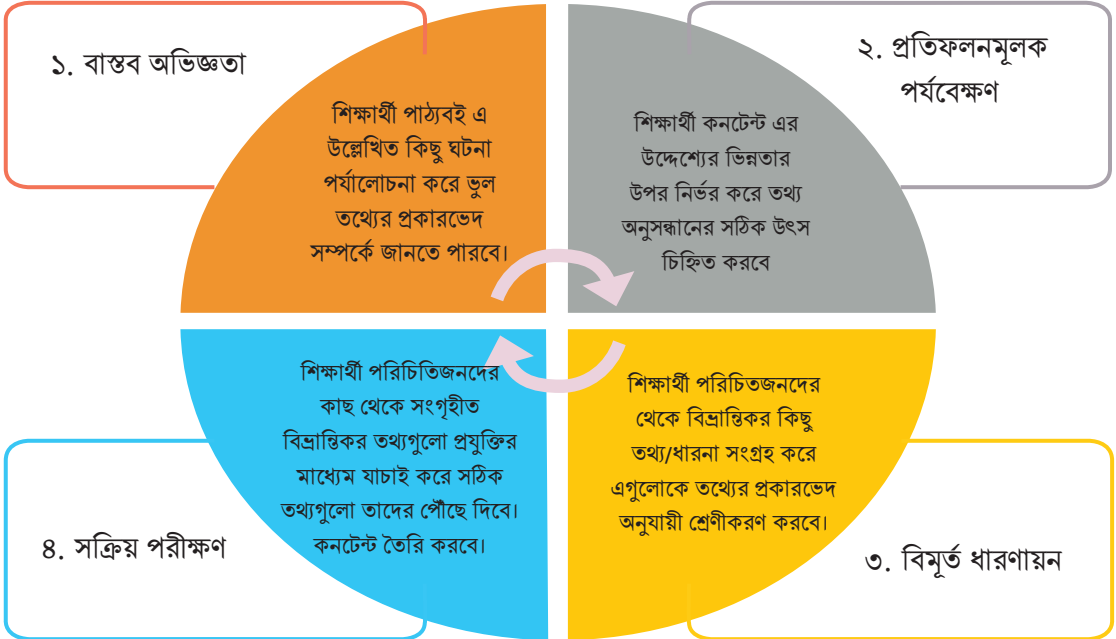 ১. বাস্তব অভিজ্ঞতা
শিক্ষার্থী পাঠ্যবই এ
উল্লেখিত কিছু ঘটনা
পর্যালোচনা করে ভুল
তথ্যের প্রকারভেদ
সম্পর্কে জানতে পারবে।
২. প্রতিফলনমূলক
পর্যবেক্ষণ
শিক্ষার্থী কনটেন্ট এর
উদ্দেশ্যের ভিন্নতার
উপর নির্ভর করে তথ্য
অনুসন্ধানের সঠিক উৎস
চিহ্নিত করবে
শিক্ষার্থী পরিচিতজনদের
থেকে বিভ্রান্তিকর কিছু
তথ্য/ধারনা সংগ্রহ করে
এগুলোকে তথ্যের প্রকারভেদ
অনুযায়ী শ্রেণীকরণ করবে।
৩. বিমূর্ত ধারণায়ন
শিক্ষার্থী পরিচিতিজনদের
কাছ থেকে সংগৃহীত
বিভ্রান্তিকর তথ্যগুলো প্রযুক্তির
মাধ্যেম যাচাই করে সঠিক
তথ্যগুলো তাদের পৌঁছে দিবে।
কনটেন্ট তৈরি করবে।
৪. সক্রিয় পরীক্ষণ